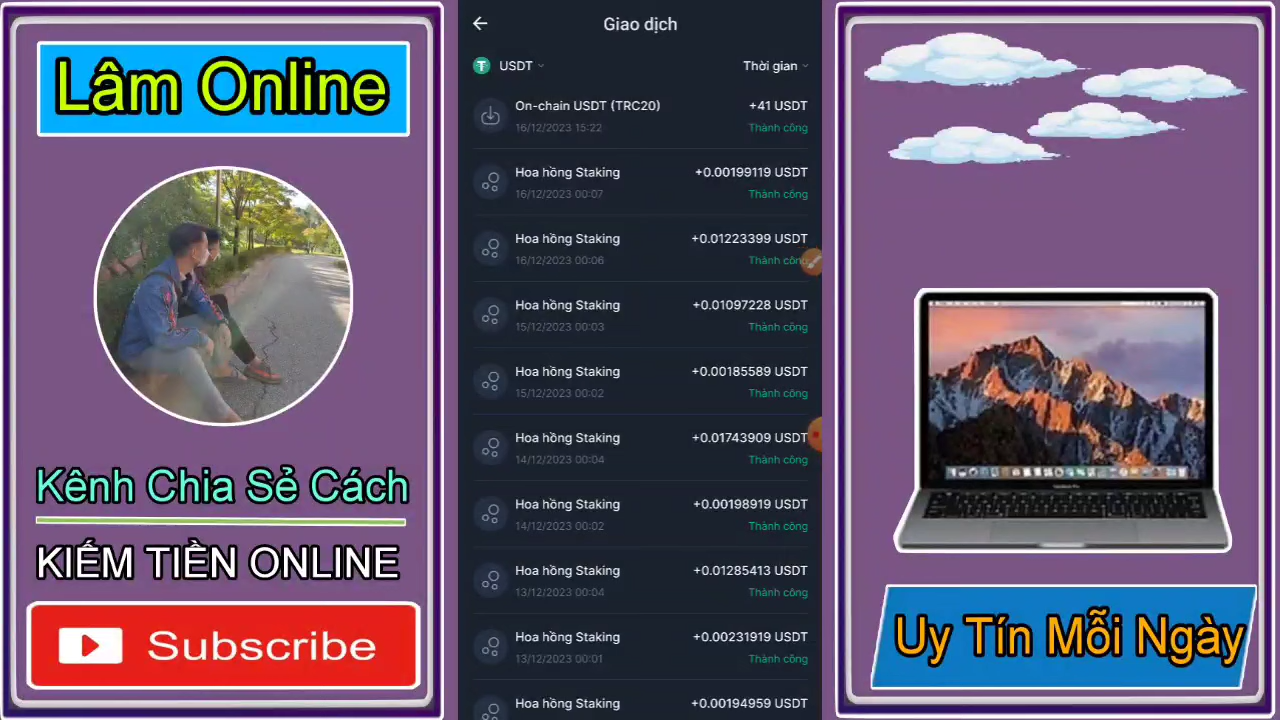 Lâm Online
Kênh Chia Sẻ Cách
KIẾM TIỀN ONLINE
Subscribe
Giao dịch
USDT
Thời gian
On-chain USDT (TRC20) +41 USDT
16/12/2023 15:22 Thành công
Hoa hồng Staking +0.00199119 USDT
16/12/2023 00:07 Thành công
Hoa hồng Staking +0.01223399 USDT
16/12/2023 00:06 Thành công
Hoa hồng Staking +0.01097228 USDT
15/12/2023 00:03 Thành công
Hoa hồng Staking +0.00185589 USDT
15/12/2023 00:02 Thành công
Hoa hồng Staking +0.01743909 USDT
14/12/2023 00:04 Thành công
Hoa hồng Staking +0.00198919 USDT
14/12/2023 00:02 Thành công
Hoa hồng Staking +0.01285413 USDT
13/12/2023 00:04 Thành công
Hoa hồng Staking +0.00231919 USDT
13/12/2023 00:01 Thành công
Hoa hồng Staking +0.00194959 USDT
Uy Tín Mỗi Ngày